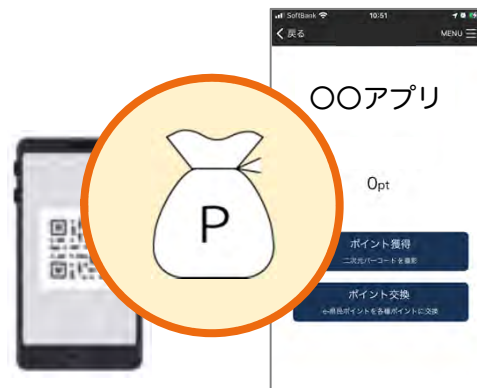 SoftBank 10:51
戻る MENU
〇〇アプリ
P
0pt
ポイント獲得
二次元バーコードを撮影
ポイント交換
e-県民ポイントを各種ポイントに交換